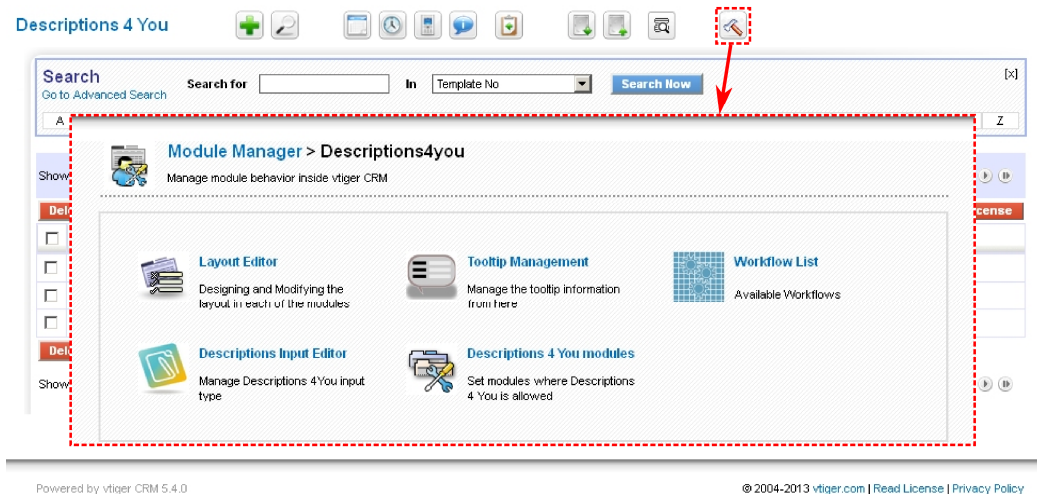 Descriptions 4 You
Search
Go to Advanced Search
Search for
In
Template No
Search Now
[x]
A
Z
Module Manager > Descriptions4you
Manage module behavior inside vtiger CRM
Show
Layout Editor
Designing and Modifying the
layout in each of the modules
Tooltip Management
Manage the tooltip information
from here
Workflow List
Available Workflows
Descriptions Input Editor
Manage Descriptions 4You input
type
Descriptions 4 You modules
Set modules where Descriptions
4 You is allowed
Show
Powered by vtiger CRM 5.4.0
© 2004-2013 vtiger.com | Read License | Privacy Policy